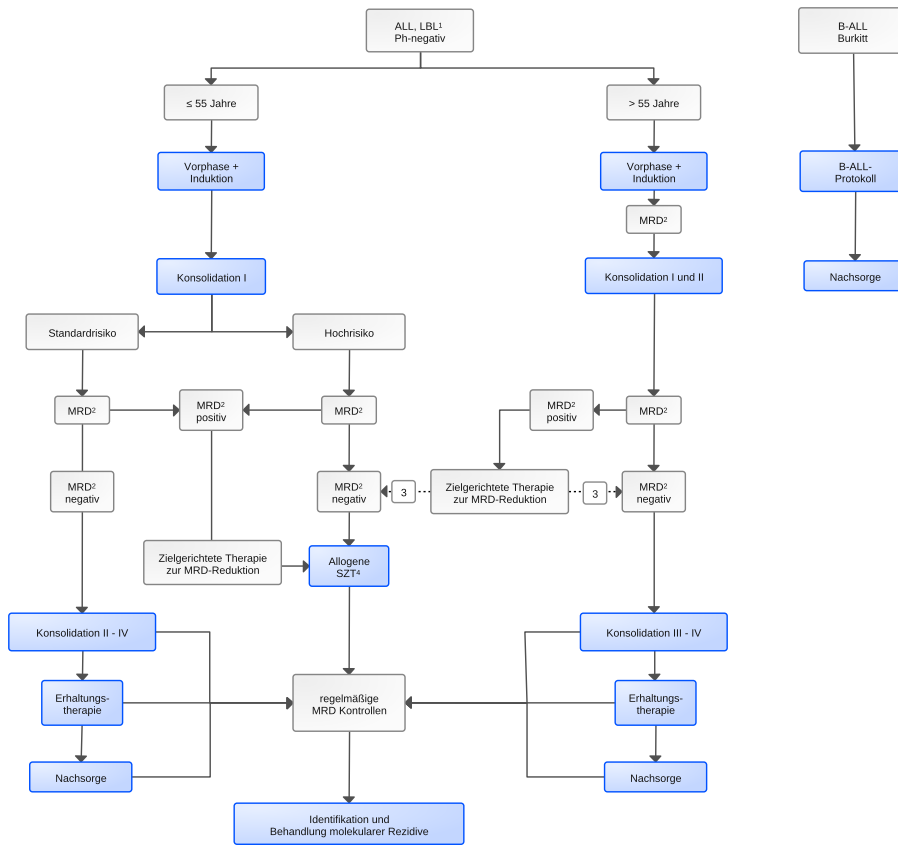 ALL, LBL¹
Ph-negativ
B-ALL
Burkitt
≤ 55 Jahre
> 55 Jahre
Vorphase +
Induktion
Vorphase +
Induktion
B-ALL-
Protokoll
MRD²
Konsolidation I
Konsolidation I und II
Nachsorge
Standardrisiko
Hochrisiko
MRD²
MRD²
positiv
MRD²
MRD²
positiv
MRD²
MRD²
negativ
MRD²
negativ
3
Zielgerichtete Therapie
zur MRD-Reduktion
3
MRD²
negativ
Zielgerichtete Therapie
zur MRD-Reduktion
Allogene
SZT⁴
Konsolidation II - IV
Konsolidation III - IV
Erhaltungs-
therapie
regelmäßige
MRD Kontrollen
Erhaltungs-
therapie
Nachsorge
Nachsorge
Identifikation und
Behandlung molekularer Rezidive